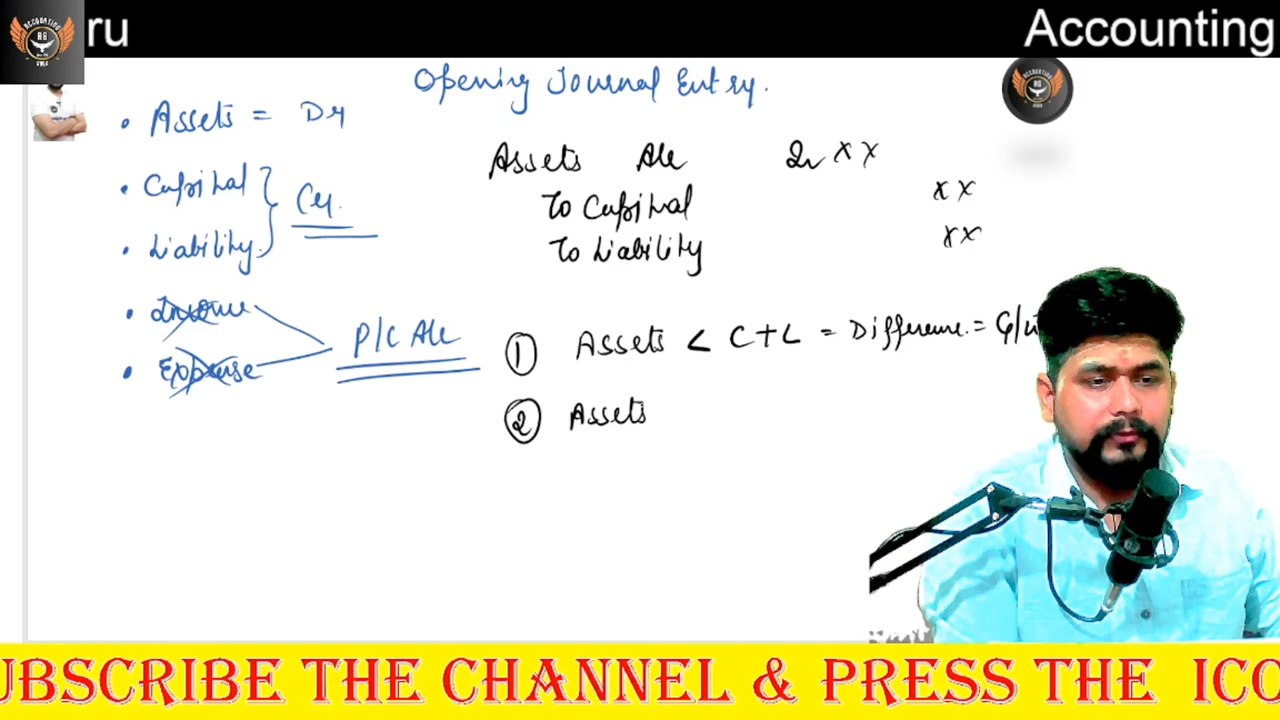 ru
Accounting
Opening Journal Entry.
• Assets = Dr
• Capital
• Liability
Cr.
• Income
• Expense
P/L A/c
Assets A/c Dr xx
To Capital xx
To Liability xx
① Assets < C+L = Difference = G/w
② Assets
UBSCRIBE THE CHANNEL & PRESS THE ICO